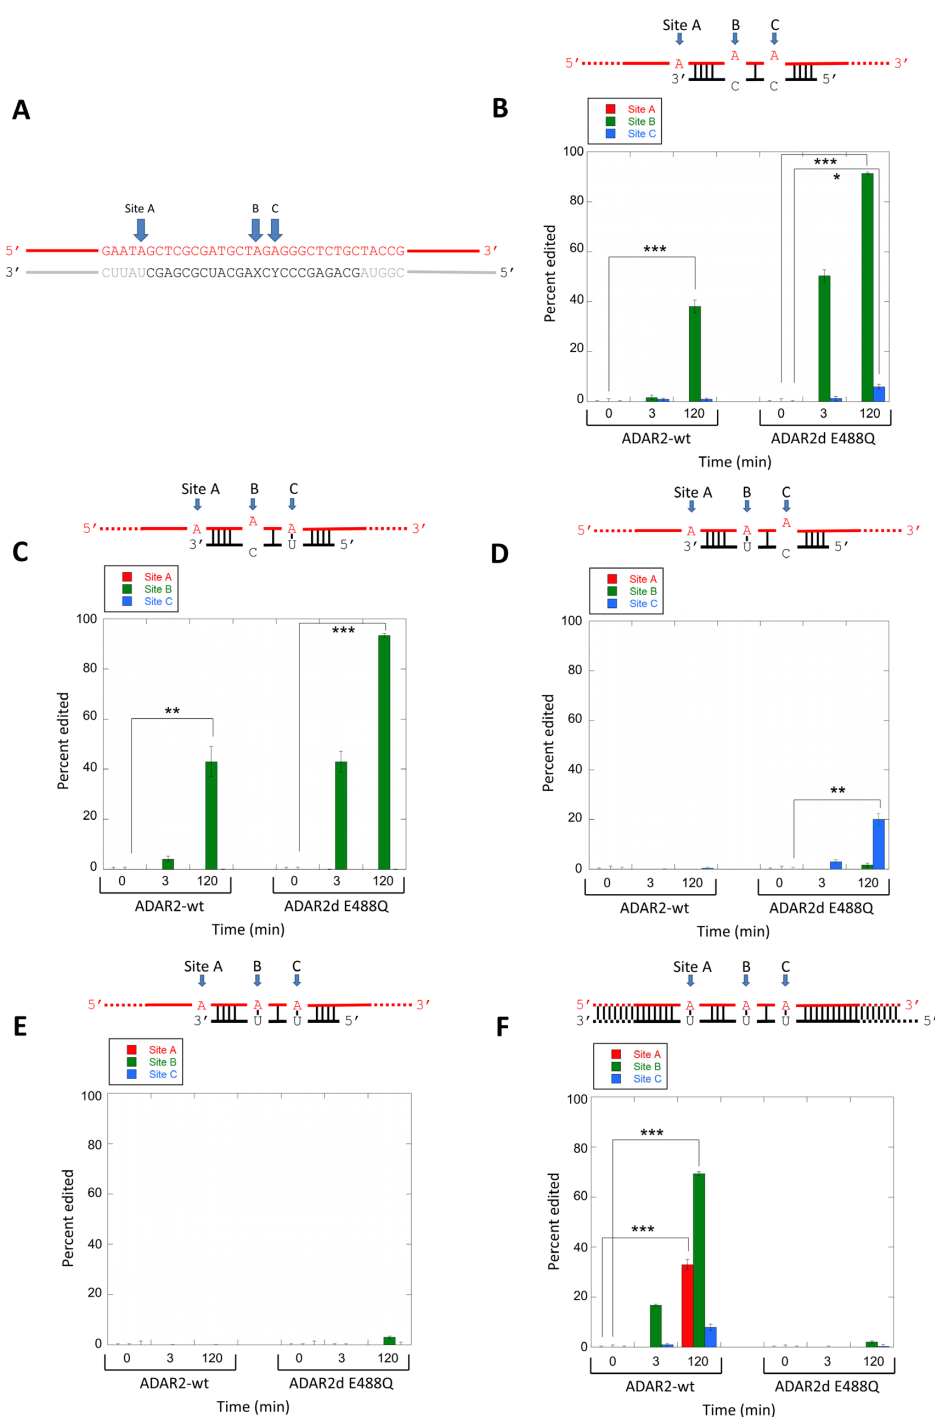 A
Site A B C
5′ GAATAGCTCGCGATGCTAGAGGGCTCTGCTACCG 3′
3′ CUUAUCGAGCGCUACGAXCYCCCGAGACGAUGGC 5′
B
Site A B C
A A
5′ A 3′
3′ 5′
C C
Site A
Site B
Site C
Percent edited
100
80
60
40
20
0
***
***
*
0 3 120 0 3 120
ADAR2-wt ADAR2d E488Q
Time (min)
C
Site A B C
A
5′ A A 3′
3′ U 5′
C
Site A
Site B
Site C
Percent edited
100
80
60
40
20
0
**
***
0 3 120 0 3 120
ADAR2-wt ADAR2d E488Q
Time (min)
D
Site A B C
A
5′ A A 3′
3′ U 5′
C
Site A
Site B
Site C
Percent edited
100
80
60
40
20
0
**
0 3 120 0 3 120
ADAR2-wt ADAR2d E488Q
Time (min)
E
Site A B C
5′ A A A 3′
3′ U U 5′
Site A
Site B
Site C
Percent edited
100
80
60
40
20
0
0 3 120 0 3 120
ADAR2-wt ADAR2d E488Q
Time (min)
F
Site A B C
5′ A A A 3′
3′ U U U 5′
Site A
Site B
Site C
Percent edited
100
80
60
40
20
0
***
***
0 3 120 0 3 120
ADAR2-wt ADAR2d E488Q
Time (min)